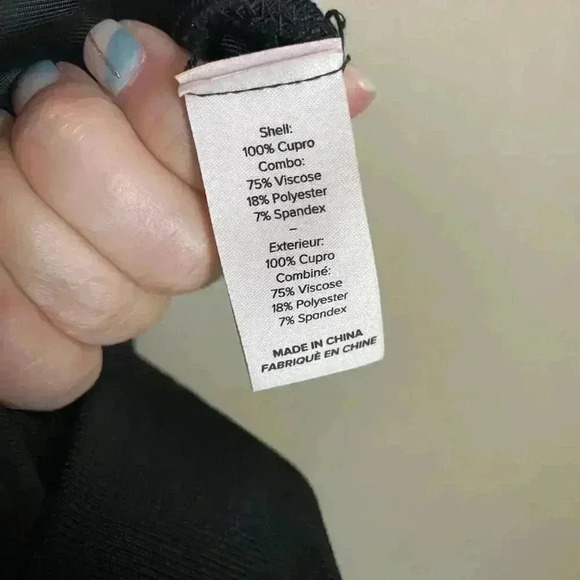 Shell:
100% Cupro
Combo:
75% Viscose
18% Polyester
7% Spandex
–
Exterieur:
100% Cupro
Combiné:
75% Viscose
18% Polyester
7% Spandex
MADE IN CHINA
FABRIQUÈ EN CHINE